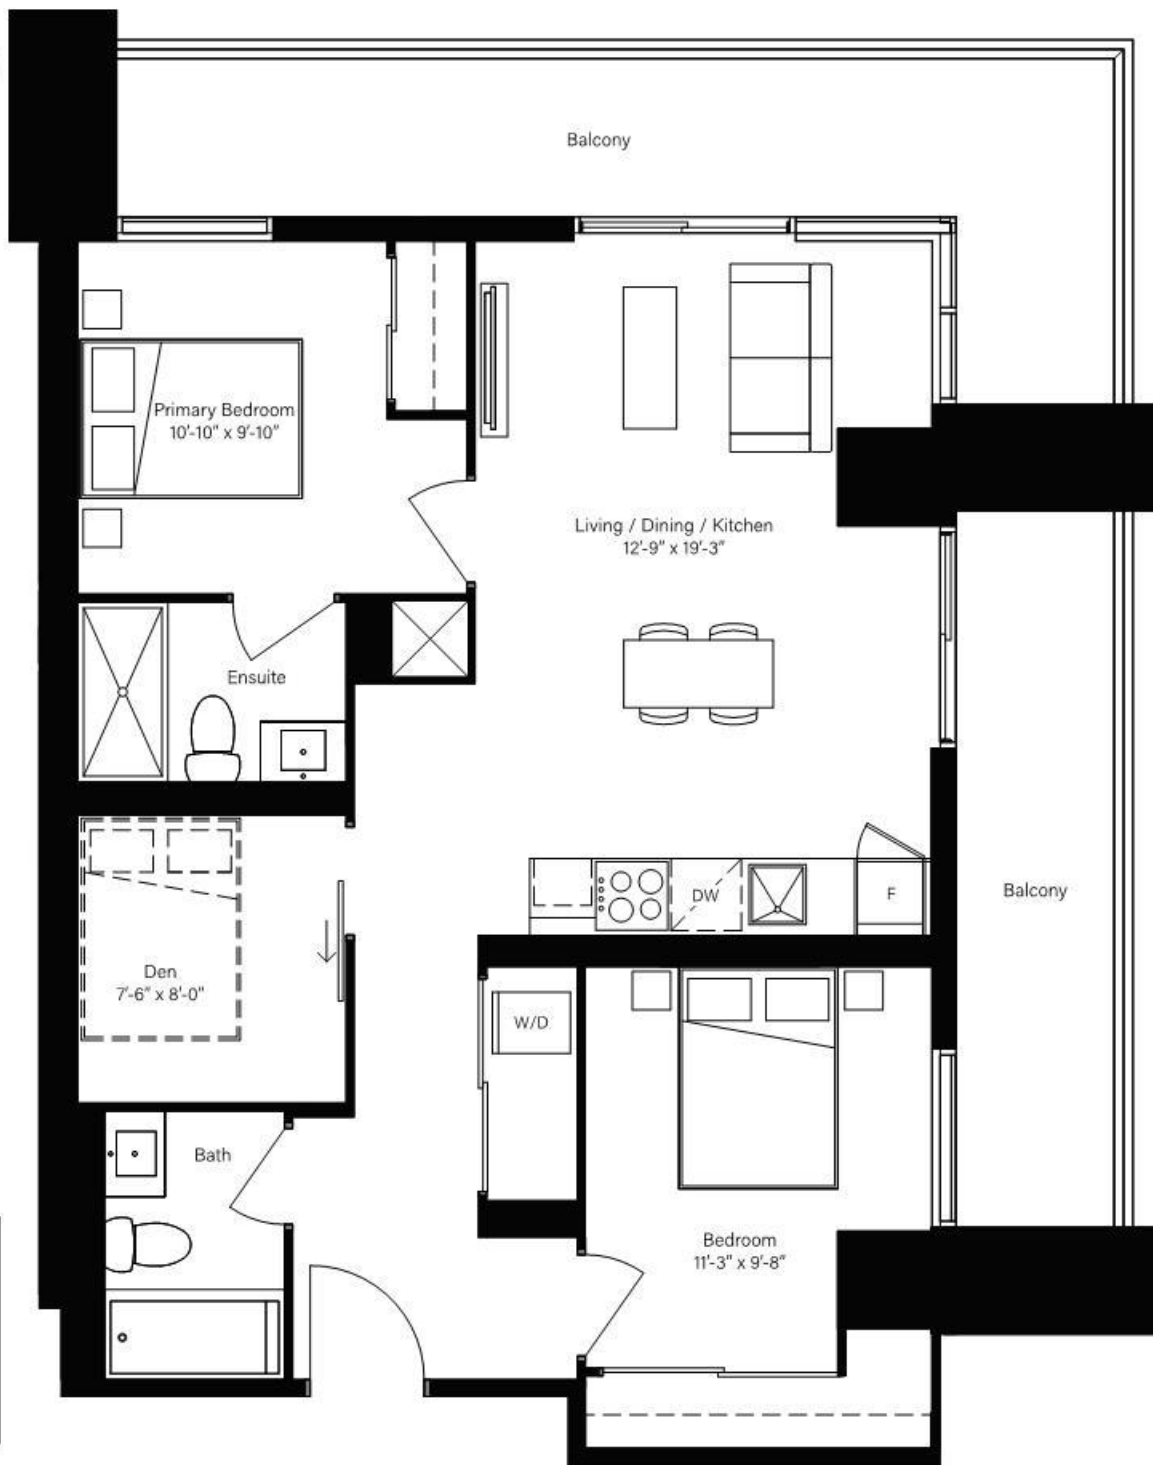 Balcony
Primary Bedroom
10'-10" x 9'-10"
Living / Dining / Kitchen
12'-9" x 19'-3"
Ensuite
DW
F
Balcony
Den
7'-6" x 8'-0"
W/D
Bath
Bedroom
11'-3" x 9'-8"